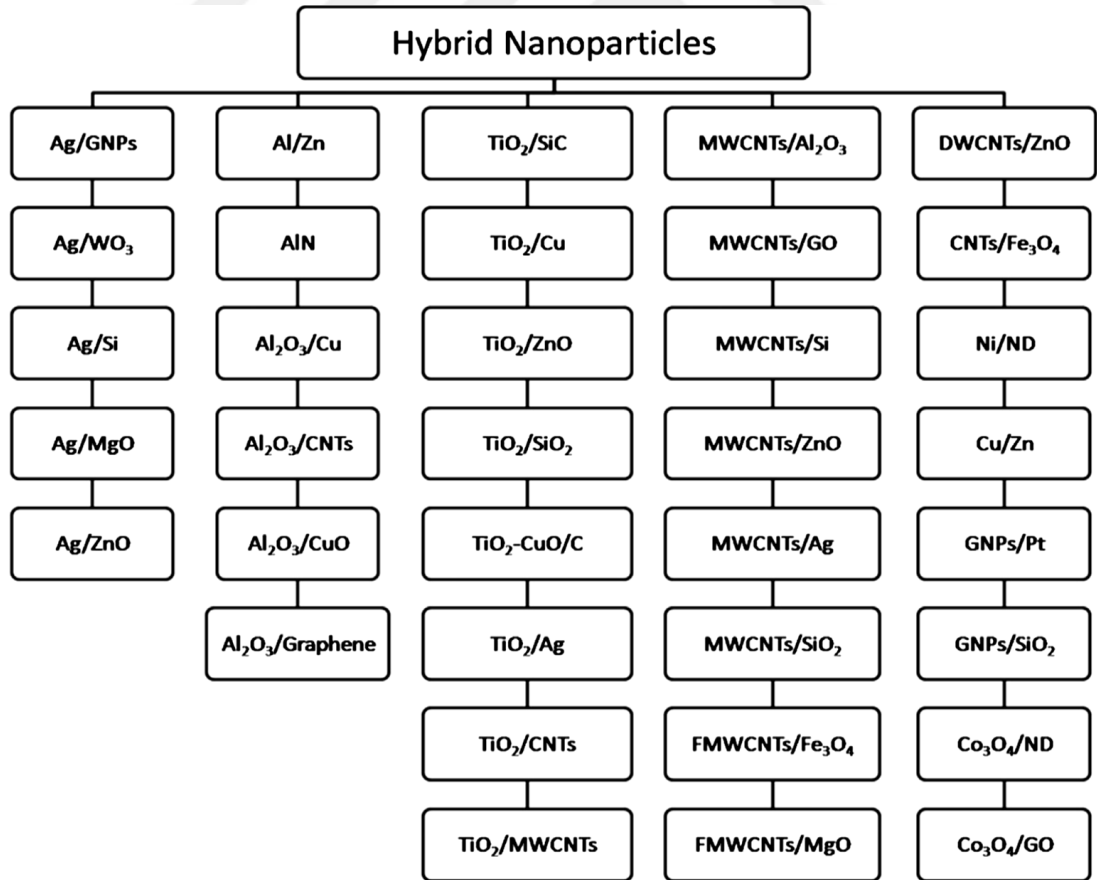 Hybrid Nanoparticles
Ag/GNPs
Ag/WO₃
Ag/Si
Ag/MgO
Ag/ZnO
Al/Zn
AlN
Al₂O₃/Cu
Al₂O₃/CNTs
Al₂O₃/CuO
Al₂O₃/Graphene
TiO₂/SiC
TiO₂/Cu
TiO₂/ZnO
TiO₂/SiO₂
TiO₂-CuO/C
TiO₂/Ag
TiO₂/CNTs
TiO₂/MWCNTs
MWCNTs/Al₂O₃
MWCNTs/GO
MWCNTs/Si
MWCNTs/ZnO
MWCNTs/Ag
MWCNTs/SiO₂
FMWCNTs/Fe₃O₄
FMWCNTs/MgO
DWCNTs/ZnO
CNTs/Fe₃O₄
Ni/ND
Cu/Zn
GNPs/Pt
GNPs/SiO₂
Co₃O₄/ND
Co₃O₄/GO